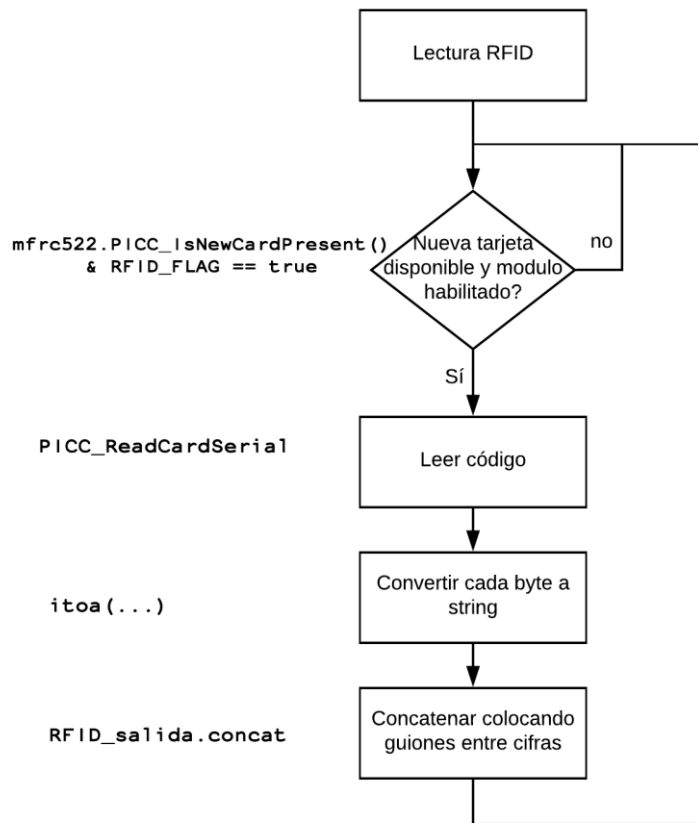 Lectura RFID
mfrc522.PICC_IsNewCardPresent()
& RFID_FLAG == true
Nueva tarjeta
disponible y modulo
habilitado?
no
Sí
PICC_ReadCardSerial
Leer código
itoa(...)
Convertir cada byte a
string
RFID_salida.concat
Concatenar colocando
guiones entre cifras